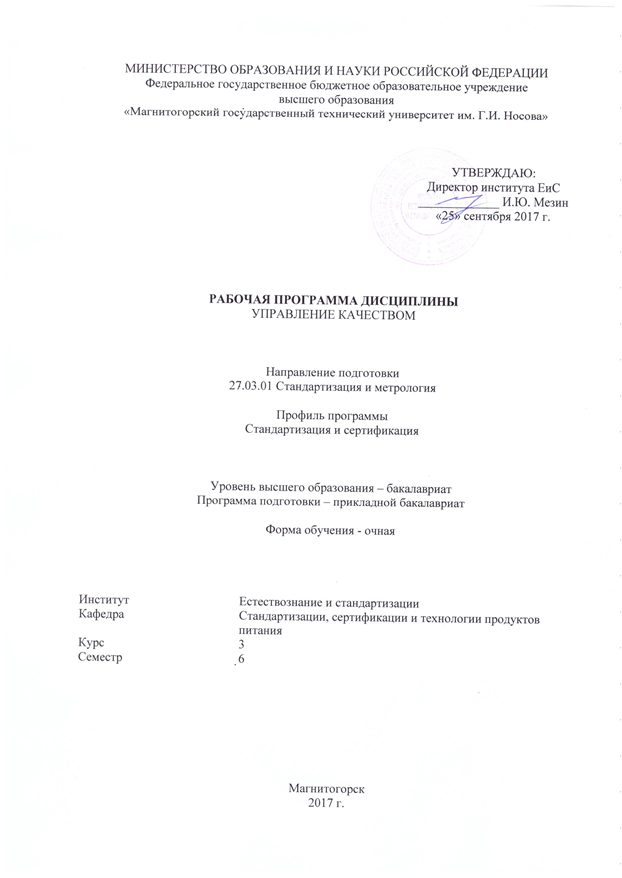 МИНИСТЕРСТВО ОБРАЗОВАНИЯ И НАУКИ РОССИЙСКОЙ ФЕДЕРАЦИИ
Федеральное государственное бюджетное образовательное учреждение
высшего образования
«Магнитогорский государственный технический университет им. Г.И. Носова»
УТВЕРЖДАЮ:
Директор института ЕиС
И.Ю. Мезин
«25» сентября 2017 г.
РАБОЧАЯ ПРОГРАММА ДИСЦИПЛИНЫ
УПРАВЛЕНИЕ КАЧЕСТВОМ
Направление подготовки
27.03.01 Стандартизация и метрология
Профиль программы
Стандартизация и сертификация
Уровень высшего образования – бакалавриат
Программа подготовки – прикладной бакалавриат
Форма обучения - очная
Институт Естествознание и стандартизации
Кафедра Стандартизации, сертификации и технологии продуктов
питания
Курс 3
Семестр 6
Магнитогорск
2017 г.